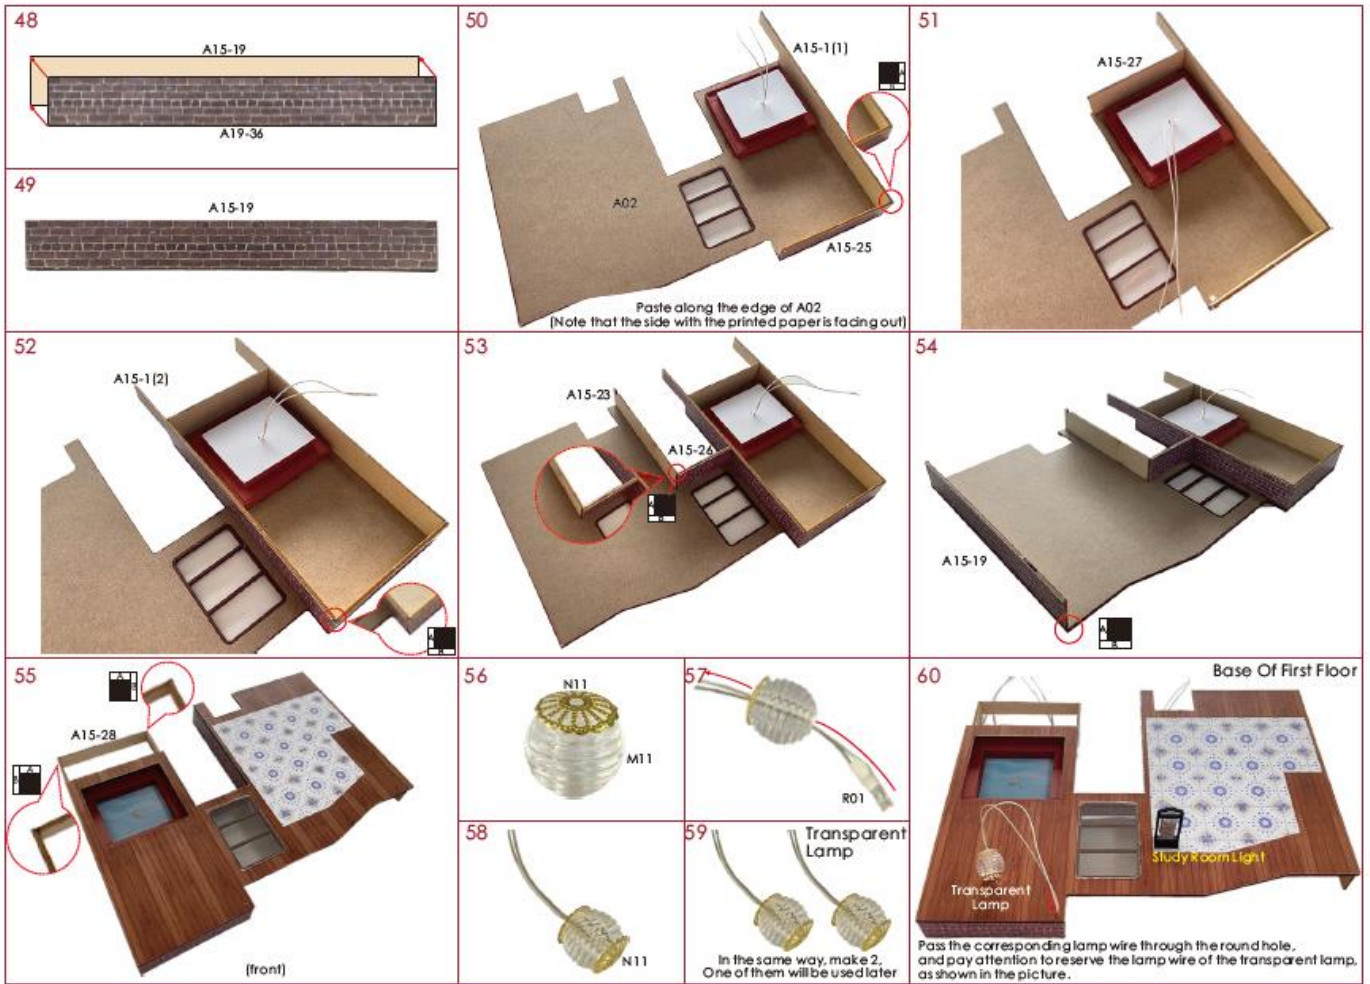 48
A15-19
A19-36
49
A15-19
50
A15-1(1)
A
B
A02
A15-25
Paste along the edge of A02
(Note that the side with the printed paper is facing out)
51
A15-27
52
A15-1(2)
A
B
53
A15-23
A15-26
A
B
54
A15-19
A
B
55
A
B
A15-28
A
B
(front)
56
N11
M11
57
R01
58
N11
59
Transparent
Lamp
In the same way, make 2,
One of them will be used later
60
Base Of First Floor
Study Room Light
Transparent
Lamp
Pass the corresponding lamp wire through the round hole,
and pay attention to reserve the lamp wire of the transparent lamp,
as shown in the picture.